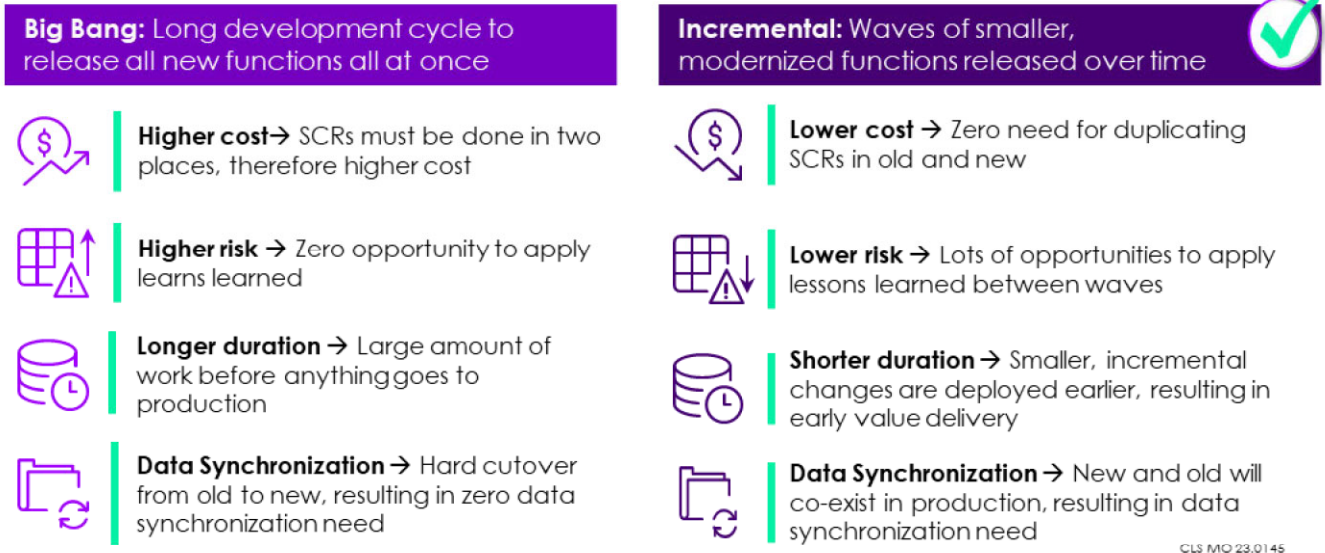 Big Bang: Long development cycle to
release all new functions all at once
Higher cost→ SCRs must be done in two
places, therefore higher cost
Higher risk → Zero opportunity to apply
learns learned
Longer duration → Large amount of
work before anything goes to
production
Data Synchronization → Hard cutover
from old to new, resulting in zero data
synchronization need
Incremental: Waves of smaller,
modernized functions released over time
Lower cost → Zero need for duplicating
SCRs in old and new
Lower risk → Lots of opportunities to apply
lessons learned between waves
Shorter duration → Smaller, incremental
changes are deployed earlier, resulting in
early value delivery
Data Synchronization → New and old will
co-exist in production, resulting in data
synchronization need
CLS MO 23.0145